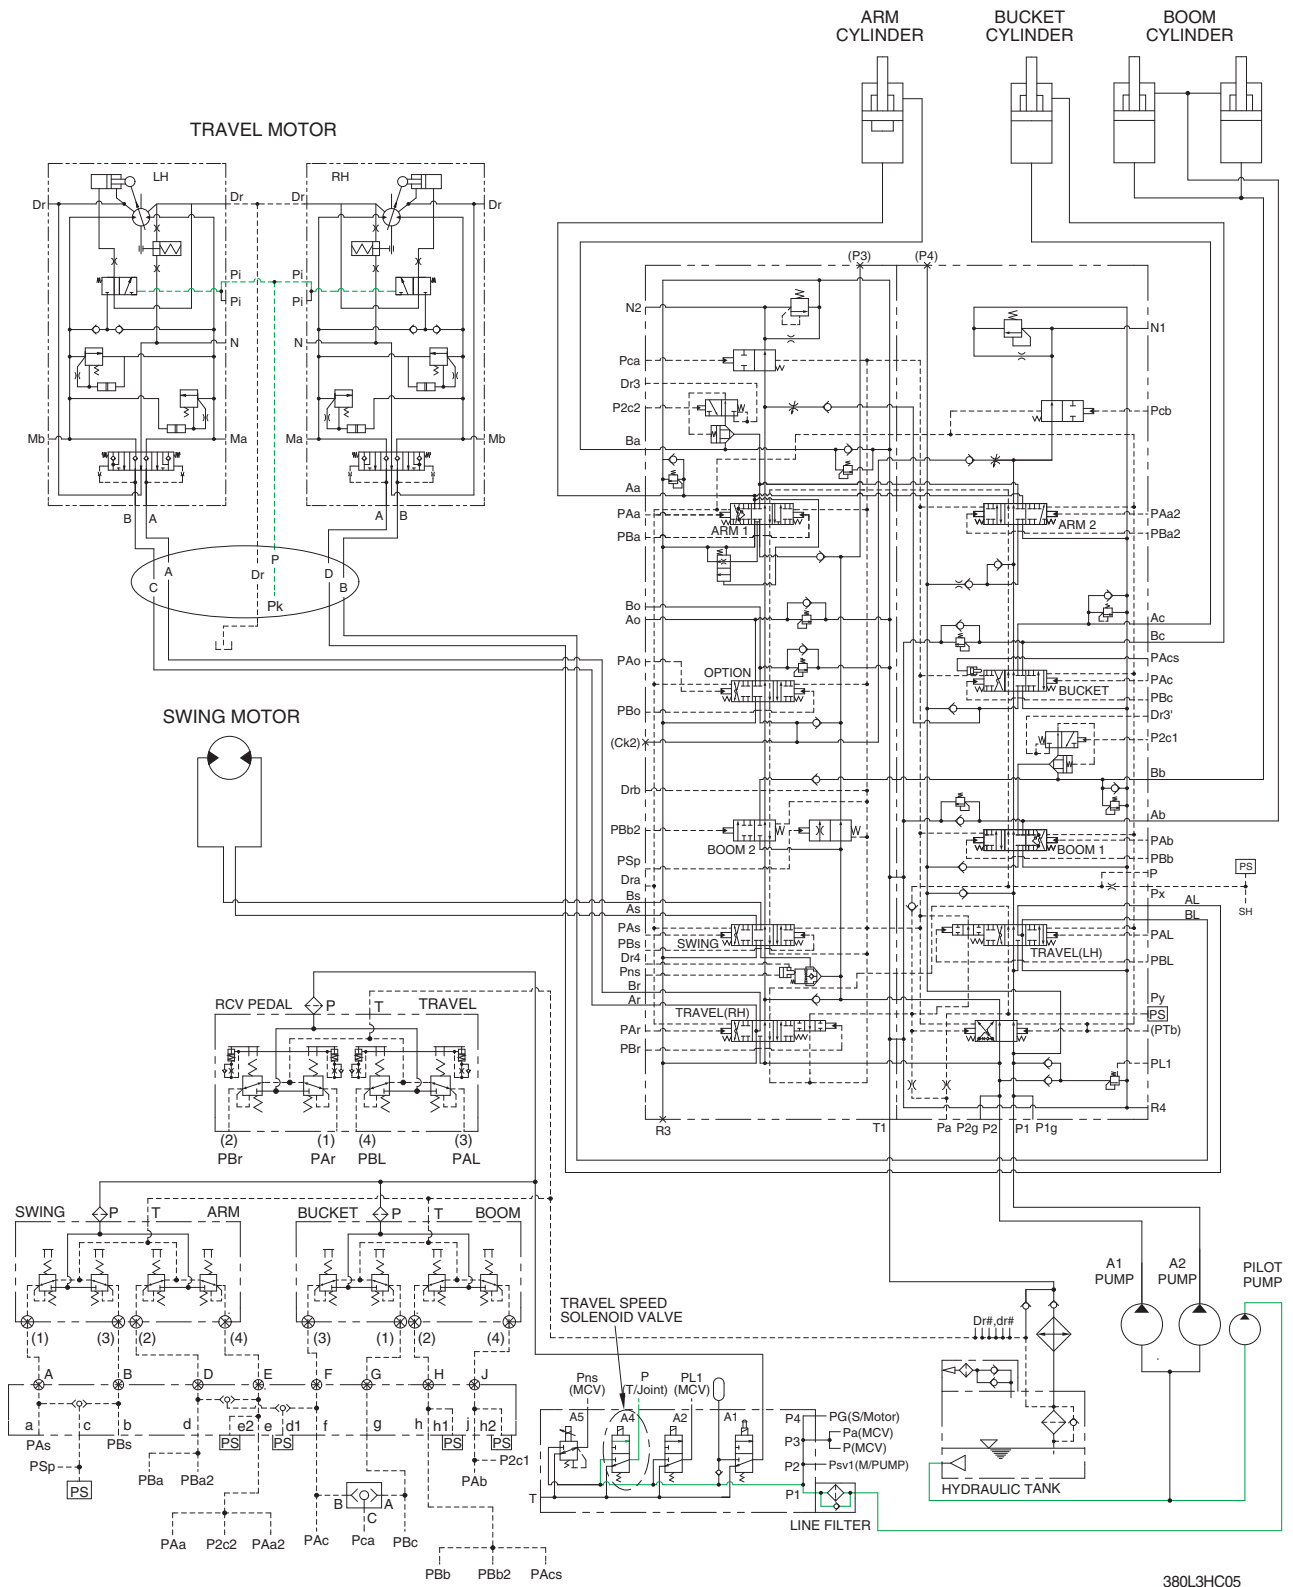 ARM
CYLINDER
BUCKET
CYLINDER
BOOM
CYLINDER
TRAVEL MOTOR
LH
RH
Dr
Dr
Dr
Dr
Pi
Pi
Pi
Pi
N
N
Mb
Ma
Ma
Mb
B
A
A
B
C
A
Dr
P
Pk
D
B
SWING MOTOR
(P3)
(P4)
N2
Pca
Dr3
P2c2
Ba
Aa
PAa
PBa
ARM 1
Bo
Ao
PAo
OPTION
PBo
(Ck2)
Drb
PBb2
BOOM 2
PSp
Dra
Bs
As
PAs
PBs
SWING
Dr4
Pns
Br
Ar
TRAVEL(RH)
PAr
PBr
N1
Pcb
PAa2
ARM 2
PBa2
Ac
Bc
PAcs
PAc
BUCKET
PBc
Dr3'
P2c1
Bb
Ab
PAb
BOOM 1
PBb
P
PS
Px
AL
SH
BL
PAL
TRAVEL(LH)
PBL
Py
PS
(PTb)
PL1
R4
R3
T1
Pa
P2g
P2
P1
P1g
RCV PEDAL
P
T
TRAVEL
(2)
(1)
(4)
(3)
PBr
PAr
PBL
PAL
SWING
P
T
ARM
BUCKET
P
T
BOOM
(1)
(3)
(2)
(4)
(3)
(1)
(2)
(4)
A
B
D
E
F
G
H
J
a
c
b
d
e2
e
d1
f
g
h
h1
j
h2
PS
PS
PS
PS
PAs
PBs
PSp
PS
PBa
PBa2
P2c1
PAb
B
A
C
PAa
P2c2
PAa2
PAc
Pca
PBc
PBb
PBb2
PAcs
TRAVEL SPEED
SOLENOID VALVE
Pns
(MCV)
P
(T/Joint)
PL1
(MCV)
A5
A4
A2
A1
P4
PG(S/Motor)
Pa(MCV)
P3
P(MCV)
P2
Psv1(M/PUMP)
P1
T
LINE FILTER
A1
PUMP
A2
PUMP
PILOT
PUMP
Dr#,dr#
HYDRAULIC TANK
380L3HC05